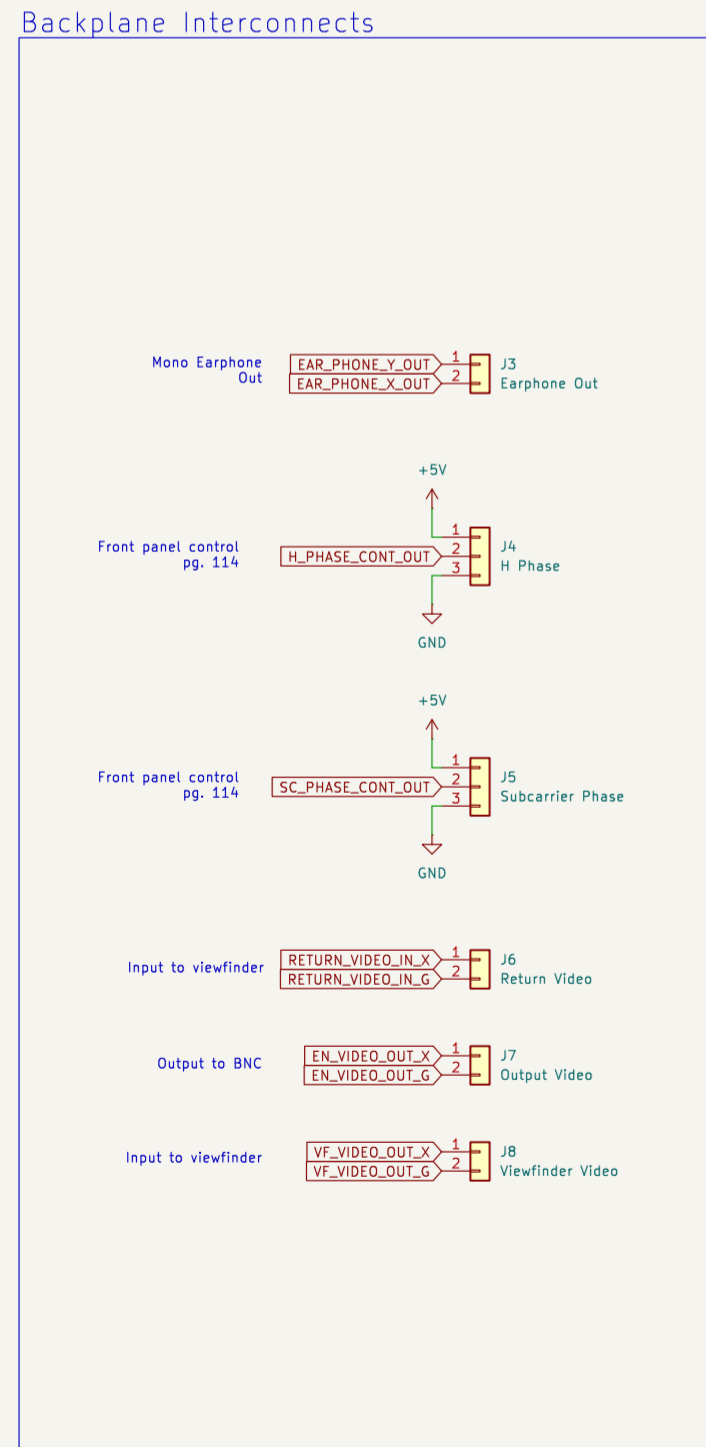 Backplane Interconnects
Mono Earphone
Out
EAR_PHONE_Y_OUT
EAR_PHONE_X_OUT
1
2
J3
Earphone Out
+5V
Front panel control
pg. 114
H_PHASE_CONT_OUT
1
2
3
J4
H Phase
GND
+5V
Front panel control
pg. 114
SC_PHASE_CONT_OUT
1
2
3
J5
Subcarrier Phase
GND
Input to viewfinder
RETURN_VIDEO_IN_X
RETURN_VIDEO_IN_G
1
2
J6
Return Video
Output to BNC
EN_VIDEO_OUT_X
EN_VIDEO_OUT_G
1
2
J7
Output Video
Input to viewfinder
VF_VIDEO_OUT_X
VF_VIDEO_OUT_G
1
2
J8
Viewfinder Video